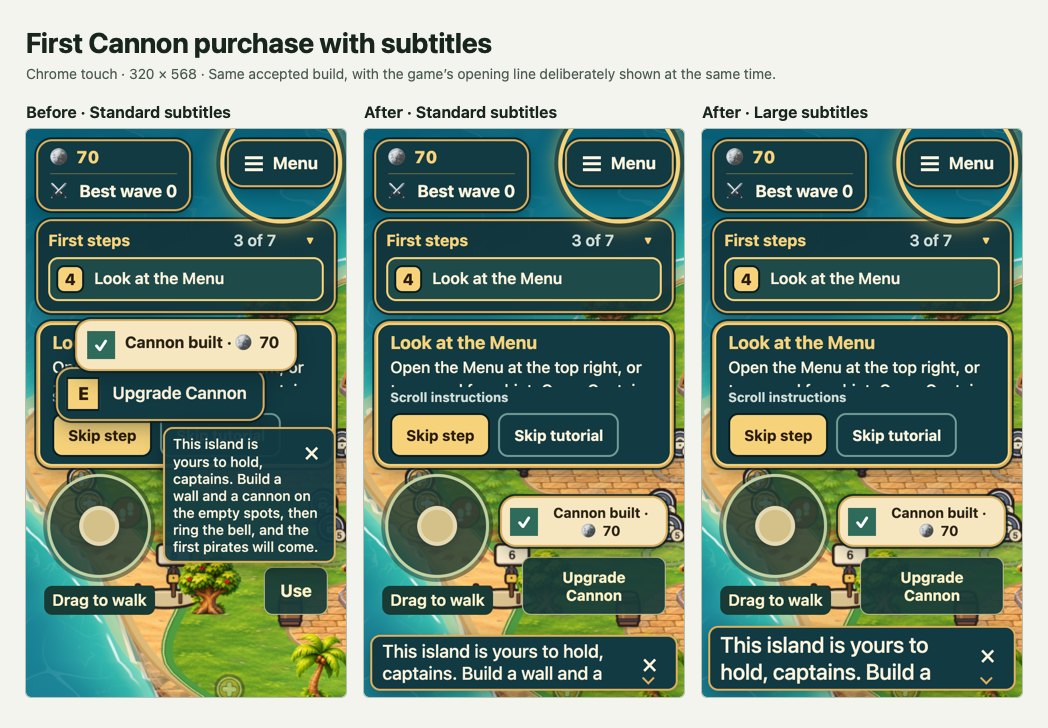 First Cannon purchase with subtitles
Chrome touch · 320 × 568 · Same accepted build, with the game’s opening line deliberately shown at the same time.
Before · Standard subtitles
70
Best wave 0
Menu
First steps
3 of 7
4
Look at the Menu
Lo
Cannon built · 70
E
Upgrade Cannon
Skip step
This island is
yours to hold,
captains. Build a
wall and a cannon on
the empty spots, then
ring the bell, and the
first pirates will come.
Use
Drag to walk
After · Standard subtitles
70
Best wave 0
Menu
First steps
3 of 7
4
Look at the Menu
Look at the Menu
Open the Menu at the top right, or
Scroll instructions
Skip step
Skip tutorial
Cannon built ·
70
6
Upgrade
Cannon
Drag to walk
This island is yours to hold,
captains. Build a wall and a
After · Large subtitles
70
Best wave 0
Menu
First steps
3 of 7
4
Look at the Menu
Look at the Menu
Open the Menu at the top right, or
Scroll instructions
Skip step
Skip tutorial
Cannon built ·
70
6
Upgrade
Cannon
Drag to walk
This island is yours to
hold, captains. Build a